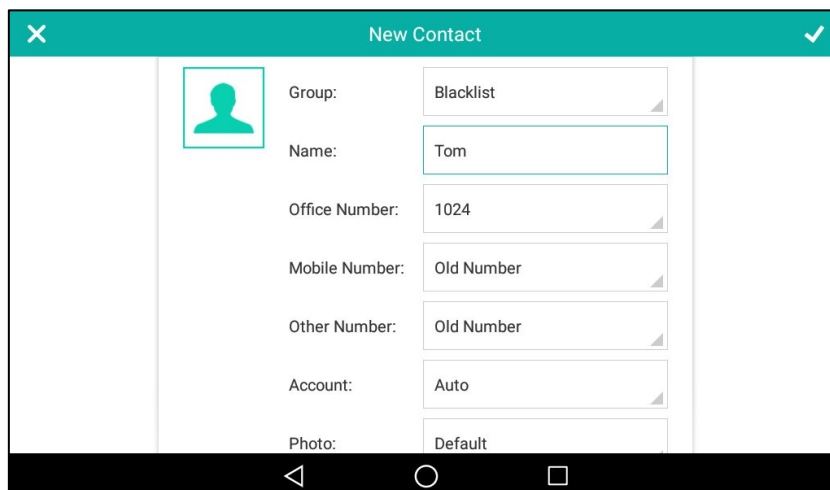 New Contact
Group: Blacklist
Name: Tom
Office Number: 1024
Mobile Number: Old Number
Other Number: Old Number
Account: Auto
Photo: Default